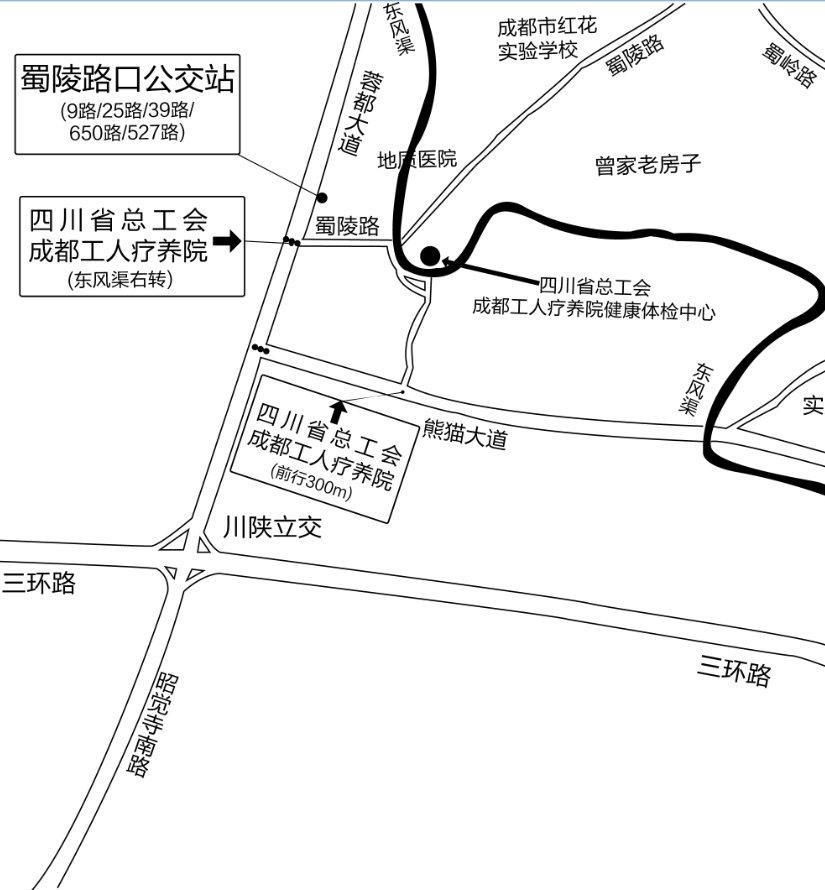 东风渠
成都市红花
实验学校
蜀陵路
蜀岭路
蜀陵路口公交站
(9路/25路/39路/
650路/527路)
蓉都大道
地质医院
曾家老房子
四川省总工会
成都工人疗养院
(东风渠右转)
蜀陵路
四川省总工会
成都工人疗养院健康体检中心
东风渠
实
四川省总工会
成都工人疗养院
(前行300m)
熊猫大道
川陕立交
三环路
三环路
昭觉寺南路